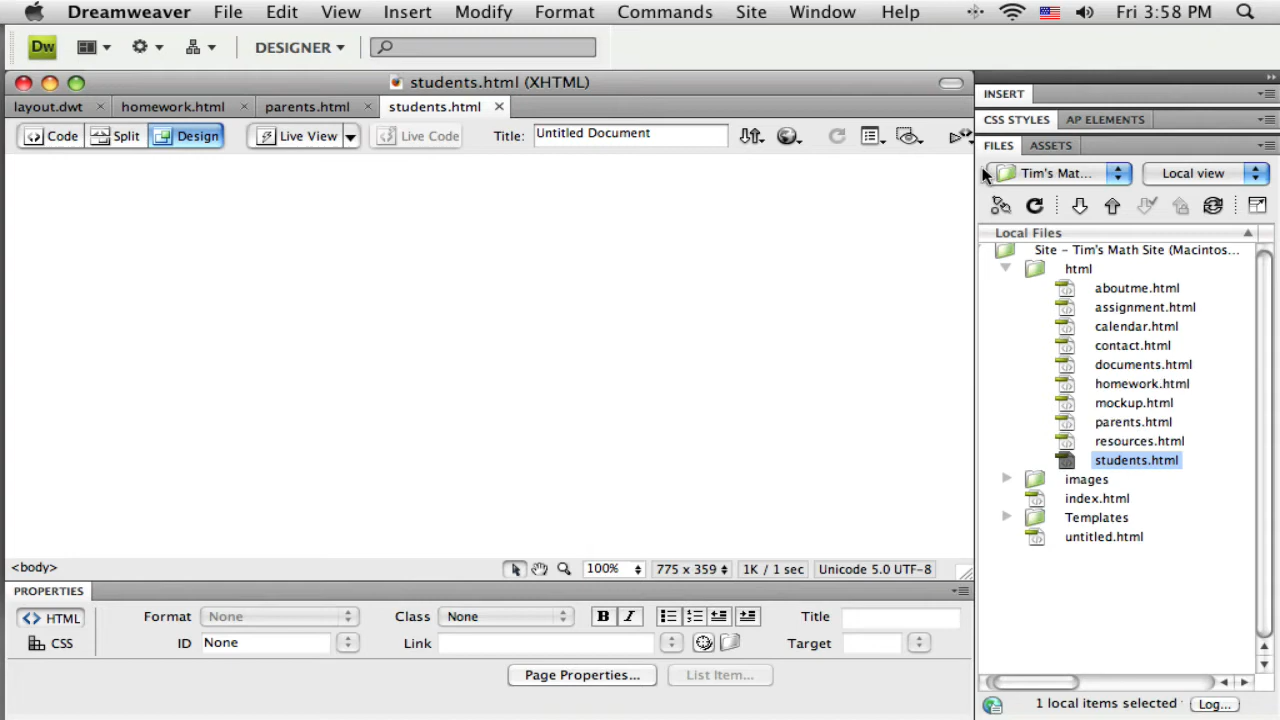 Dreamweaver File Edit View Insert Modify Format Commands Site Window Help Fri 3:58 PM
Dw DESIGNER
students.html (XHTML)
layout.dwt homework.html parents.html students.html
Code Split Design Live View Live Code Title: Untitled Document
INSERT
CSS STYLES AP ELEMENTS
FILES ASSETS
Tim's Mat... Local view
Local Files
Site - Tim's Math Site (Macintos...
html
aboutme.html
assignment.html
calendar.html
contact.html
documents.html
homework.html
mockup.html
parents.html
resources.html
students.html
images
index.html
Templates
untitled.html
<body> 100% 775 x 359 1K / 1 sec Unicode 5.0 UTF-8
PROPERTIES
HTML Format None Class None B I Title
CSS ID None Link Target
Page Properties... List Item...
1 local items selected Log...